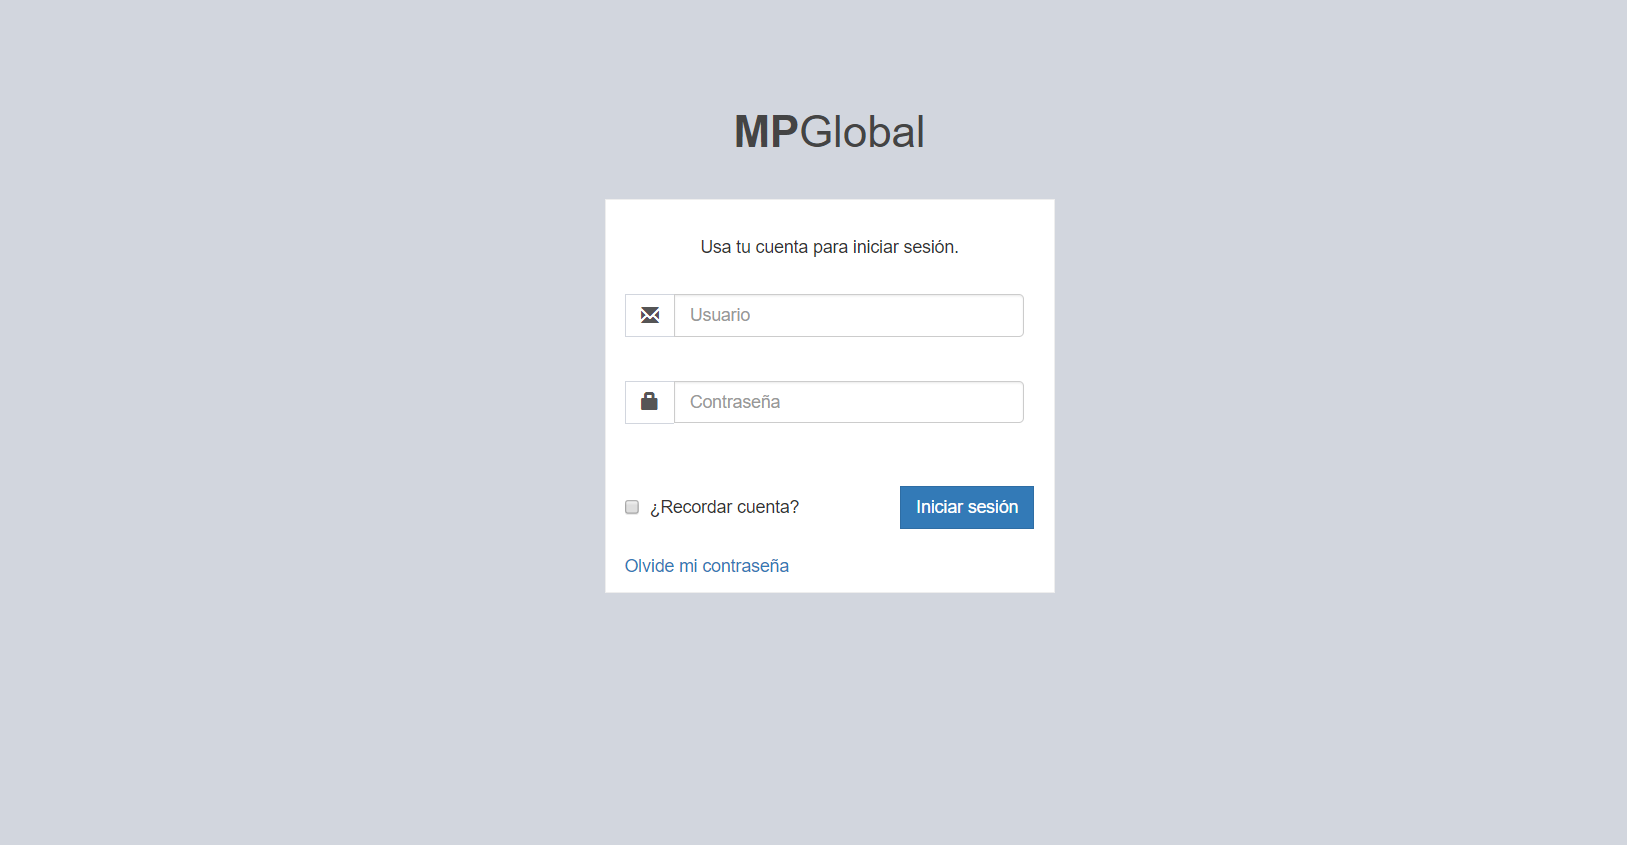 MPGlobal
Usa tu cuenta para iniciar sesión.
Usuario
Contraseña
¿Recordar cuenta?
Iniciar sesión
Olvide mi contraseña